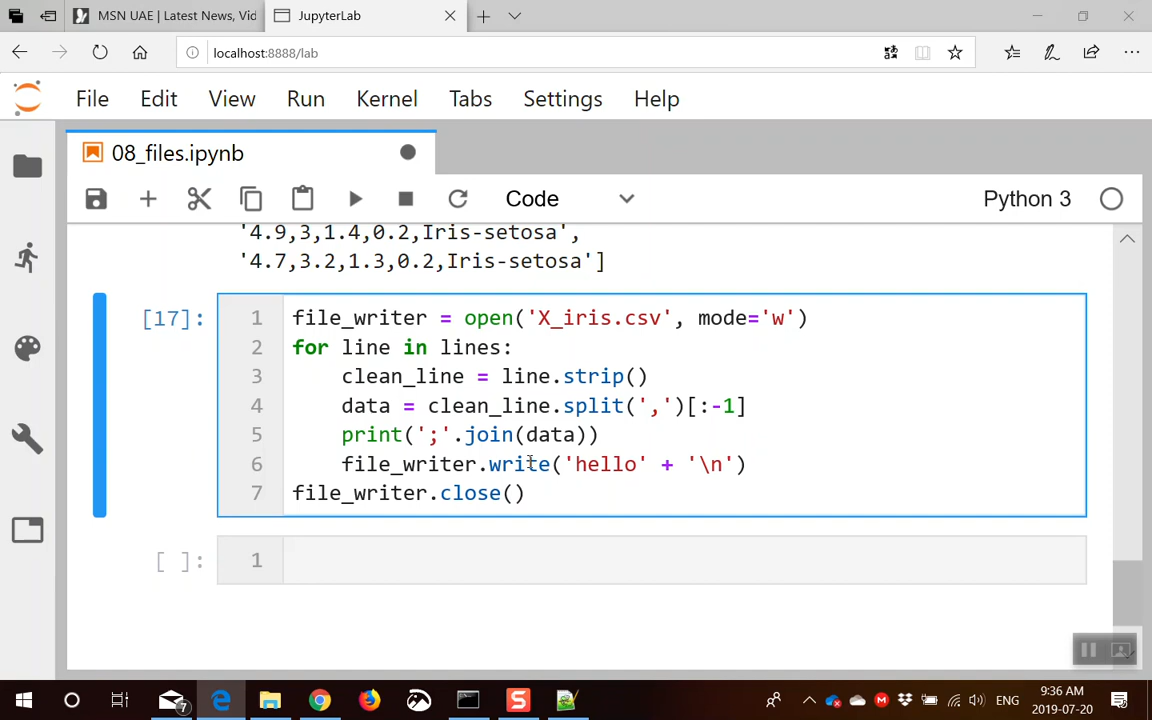 MSN UAE | Latest News, Vid
JupyterLab
localhost:8888/lab
File Edit View Run Kernel Tabs Settings Help
08_files.ipynb
Code
Python 3
'4.9,3,1.4,0.2,Iris-setosa',
'4.7,3.2,1.3,0.2,Iris-setosa']
[17]:
1 file_writer = open('X_iris.csv', mode='w')
2 for line in lines:
3 clean_line = line.strip()
4 data = clean_line.split(',')[:-1]
5 print(';'.join(data))
6 file_writer.write('hello' + '\n')
7 file_writer.close()
[ ]: 1
7
ENG
9:36 AM
2019-07-20